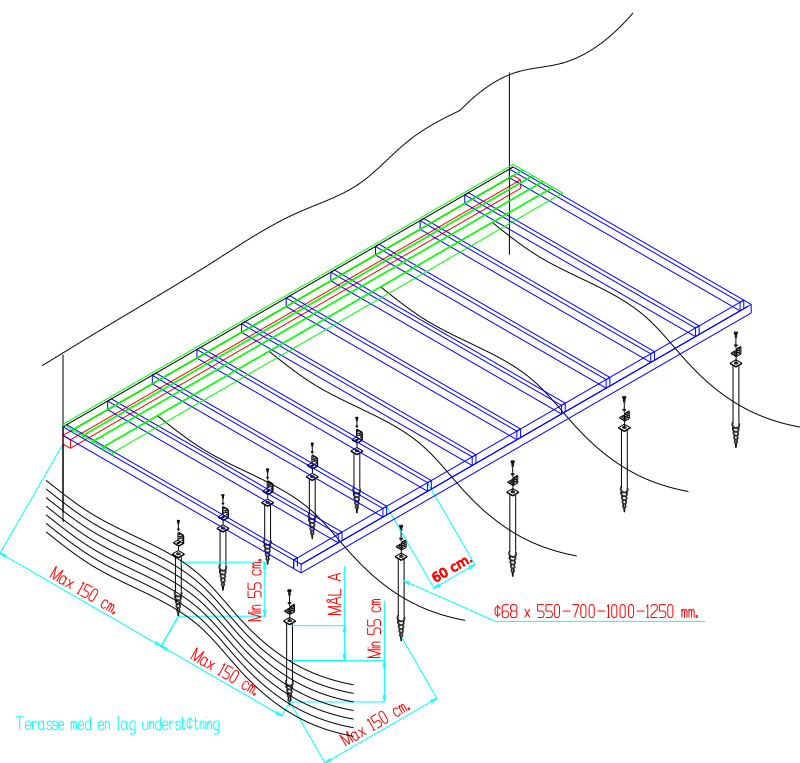 60 cm.
Max 150 cm.
Min 55 cm.
MÅL A
Min 55 cm
¢68 x 550-700-1000-1250 mm.
Max 150 cm.
Max 150 cm.
Terasse med en lag underst¢tning